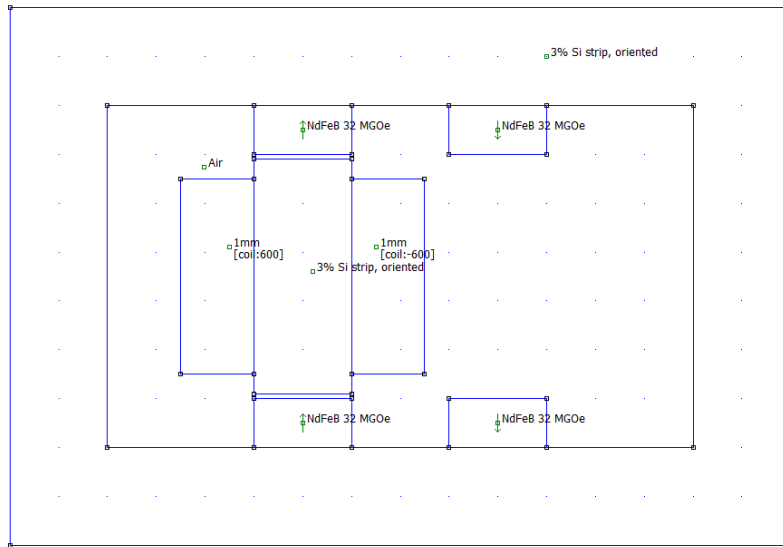 3% Si strip, oriented
NdFeB 32 MGOe
NdFeB 32 MGOe
Air
1mm
[coil:600]
1mm
[coil:-600]
3% Si strip, oriented
NdFeB 32 MGOe
NdFeB 32 MGOe